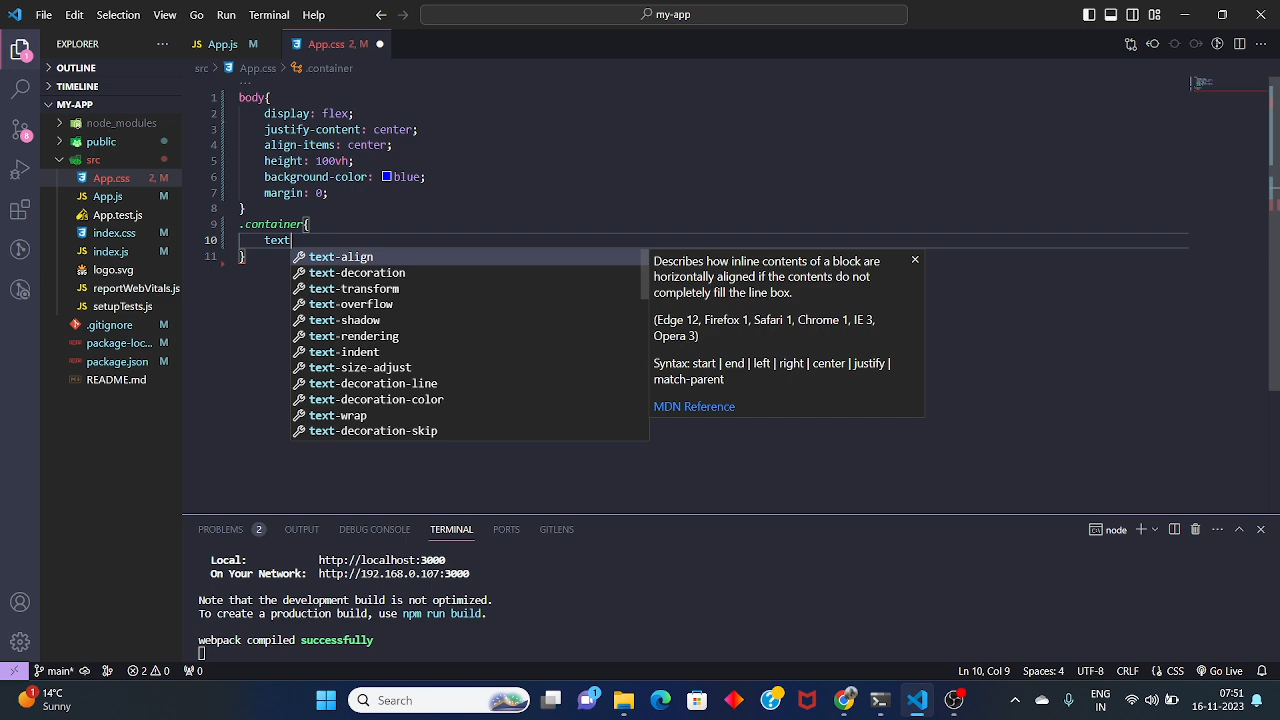 File Edit Selection View Go Run Terminal Help
my-app
EXPLORER
App.js M
App.css 2, M
1
OUTLINE
src > App.css > .container
...
TIMELINE
MY-APP
1 body{
node_modules
2 display: flex;
3 justify-content: center;
8
public
4 align-items: center;
src
5 height: 100vh;
App.css 2, M
6 background-color: blue;
App.js M
7 margin: 0;
App.test.js
8 }
9 .container{
index.css M
10 text
index.js M
11 }
logo.svg
reportWebVitals.js
setupTests.js
.gitignore M
package-loc... M
package.json M
README.md
text-align
text-decoration
text-transform
text-overflow
text-shadow
text-rendering
text-indent
text-size-adjust
text-decoration-line
text-decoration-color
text-wrap
text-decoration-skip
Describes how inline contents of a block are
horizontally aligned if the contents do not
completely fill the line box.
(Edge 12, Firefox 1, Safari 1, Chrome 1, IE 3,
Opera 3)
Syntax: start | end | left | right | center | justify |
match-parent
MDN Reference
PROBLEMS 2 OUTPUT DEBUG CONSOLE TERMINAL PORTS GITLENS
node
Local: http://localhost:3000
On Your Network: http://192.168.0.107:3000
Note that the development build is not optimized.
To create a production build, use npm run build.
webpack compiled successfully
main* 2 0 0
Ln 10, Col 9 Spaces: 4 UTF-8 CRLF CSS Go Live
1 14°C
Sunny
Search
1
ENG
IN
07:51
16-11-2023